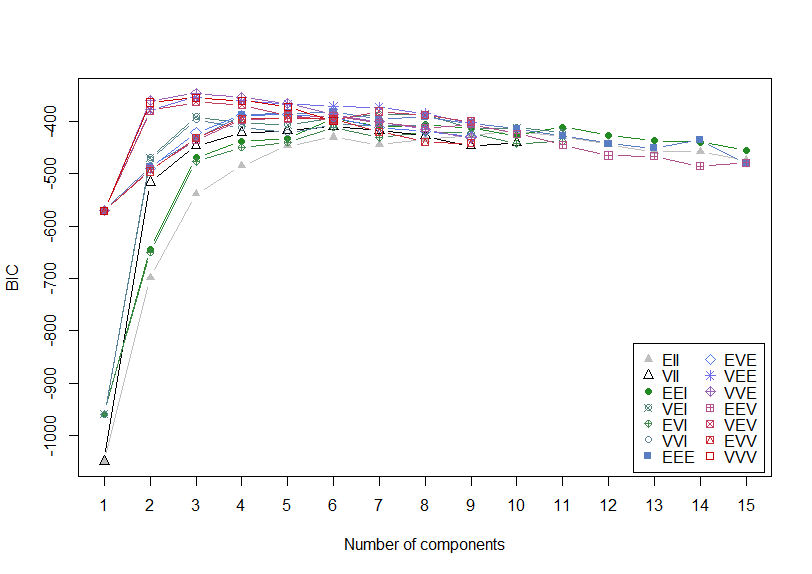 BIC
-400
-500
-600
-700
-800
-900
-1000
1 2 3 4 5 6 7 8 9 10 11 12 13 14 15
Number of components
EII EVE
VII VEE
EEI VVE
VEI EEV
EVI VEV
VVI EVV
EEE VVV